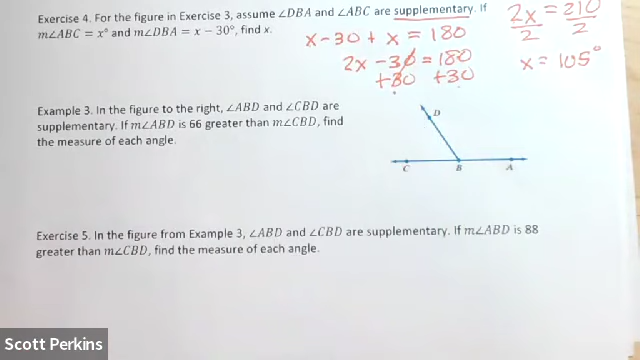 Exercise 4. For the figure in Exercise 3, assume ∠DBA and ∠ABC are supplementary. If
m∠ABC = x° and m∠DBA = x − 30°, find x.
x-30 + x = 180
2x -30 = 180
+30 +30
2x = 210
2 2
x = 105°
Example 3. In the figure to the right, ∠ABD and ∠CBD are
supplementary. If m∠ABD is 66 greater than m∠CBD, find
the measure of each angle.
D
C B A
Exercise 5. In the figure from Example 3, ∠ABD and ∠CBD are supplementary. If m∠ABD is 88
greater than m∠CBD, find the measure of each angle.
Scott Perkins